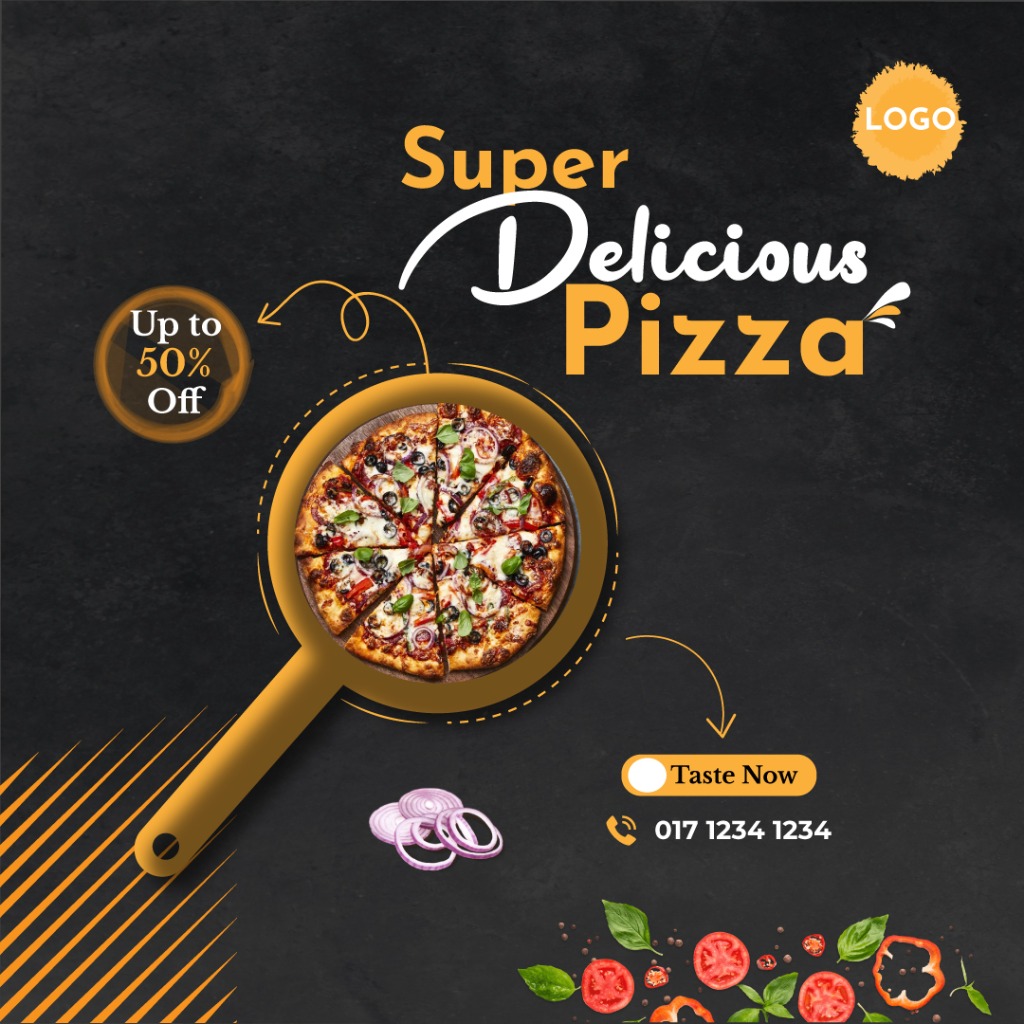 LOGO
Super
Delicious
Pizza
Up to
50%
Off
Taste Now
017 1234 1234